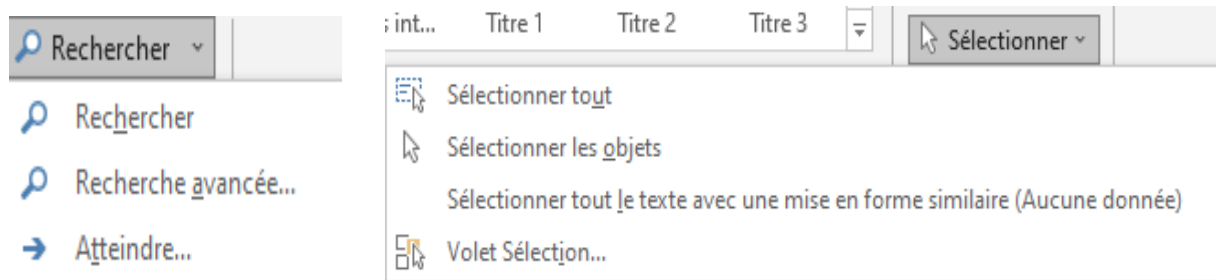 Rechercher
Rechercher
Recherche avancée...
Atteindre...
s int... Titre 1 Titre 2 Titre 3
Sélectionner
Sélectionner tout
Sélectionner les objets
Sélectionner tout le texte avec une mise en forme similaire (Aucune donnée)
Volet Sélection...